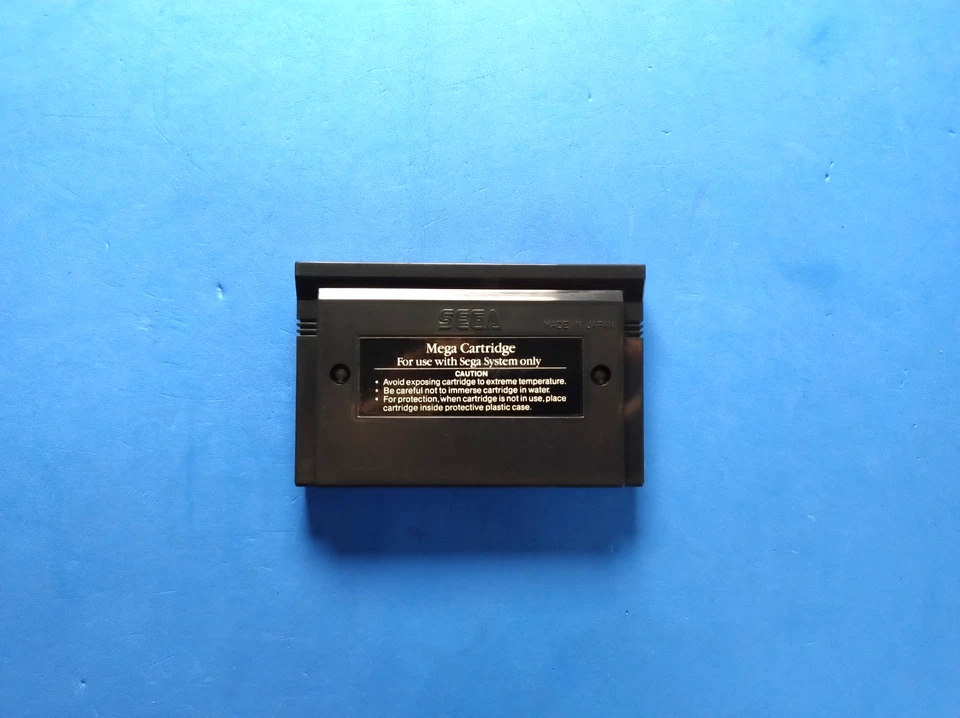 SEGA
MADE IN JAPAN
Mega Cartridge
For use with Sega System only
CAUTION
• Avoid exposing cartridge to extreme temperature.
• Be careful not to immerse cartridge in water.
• For protection, when cartridge is not in use, place
cartridge inside protective plastic case.